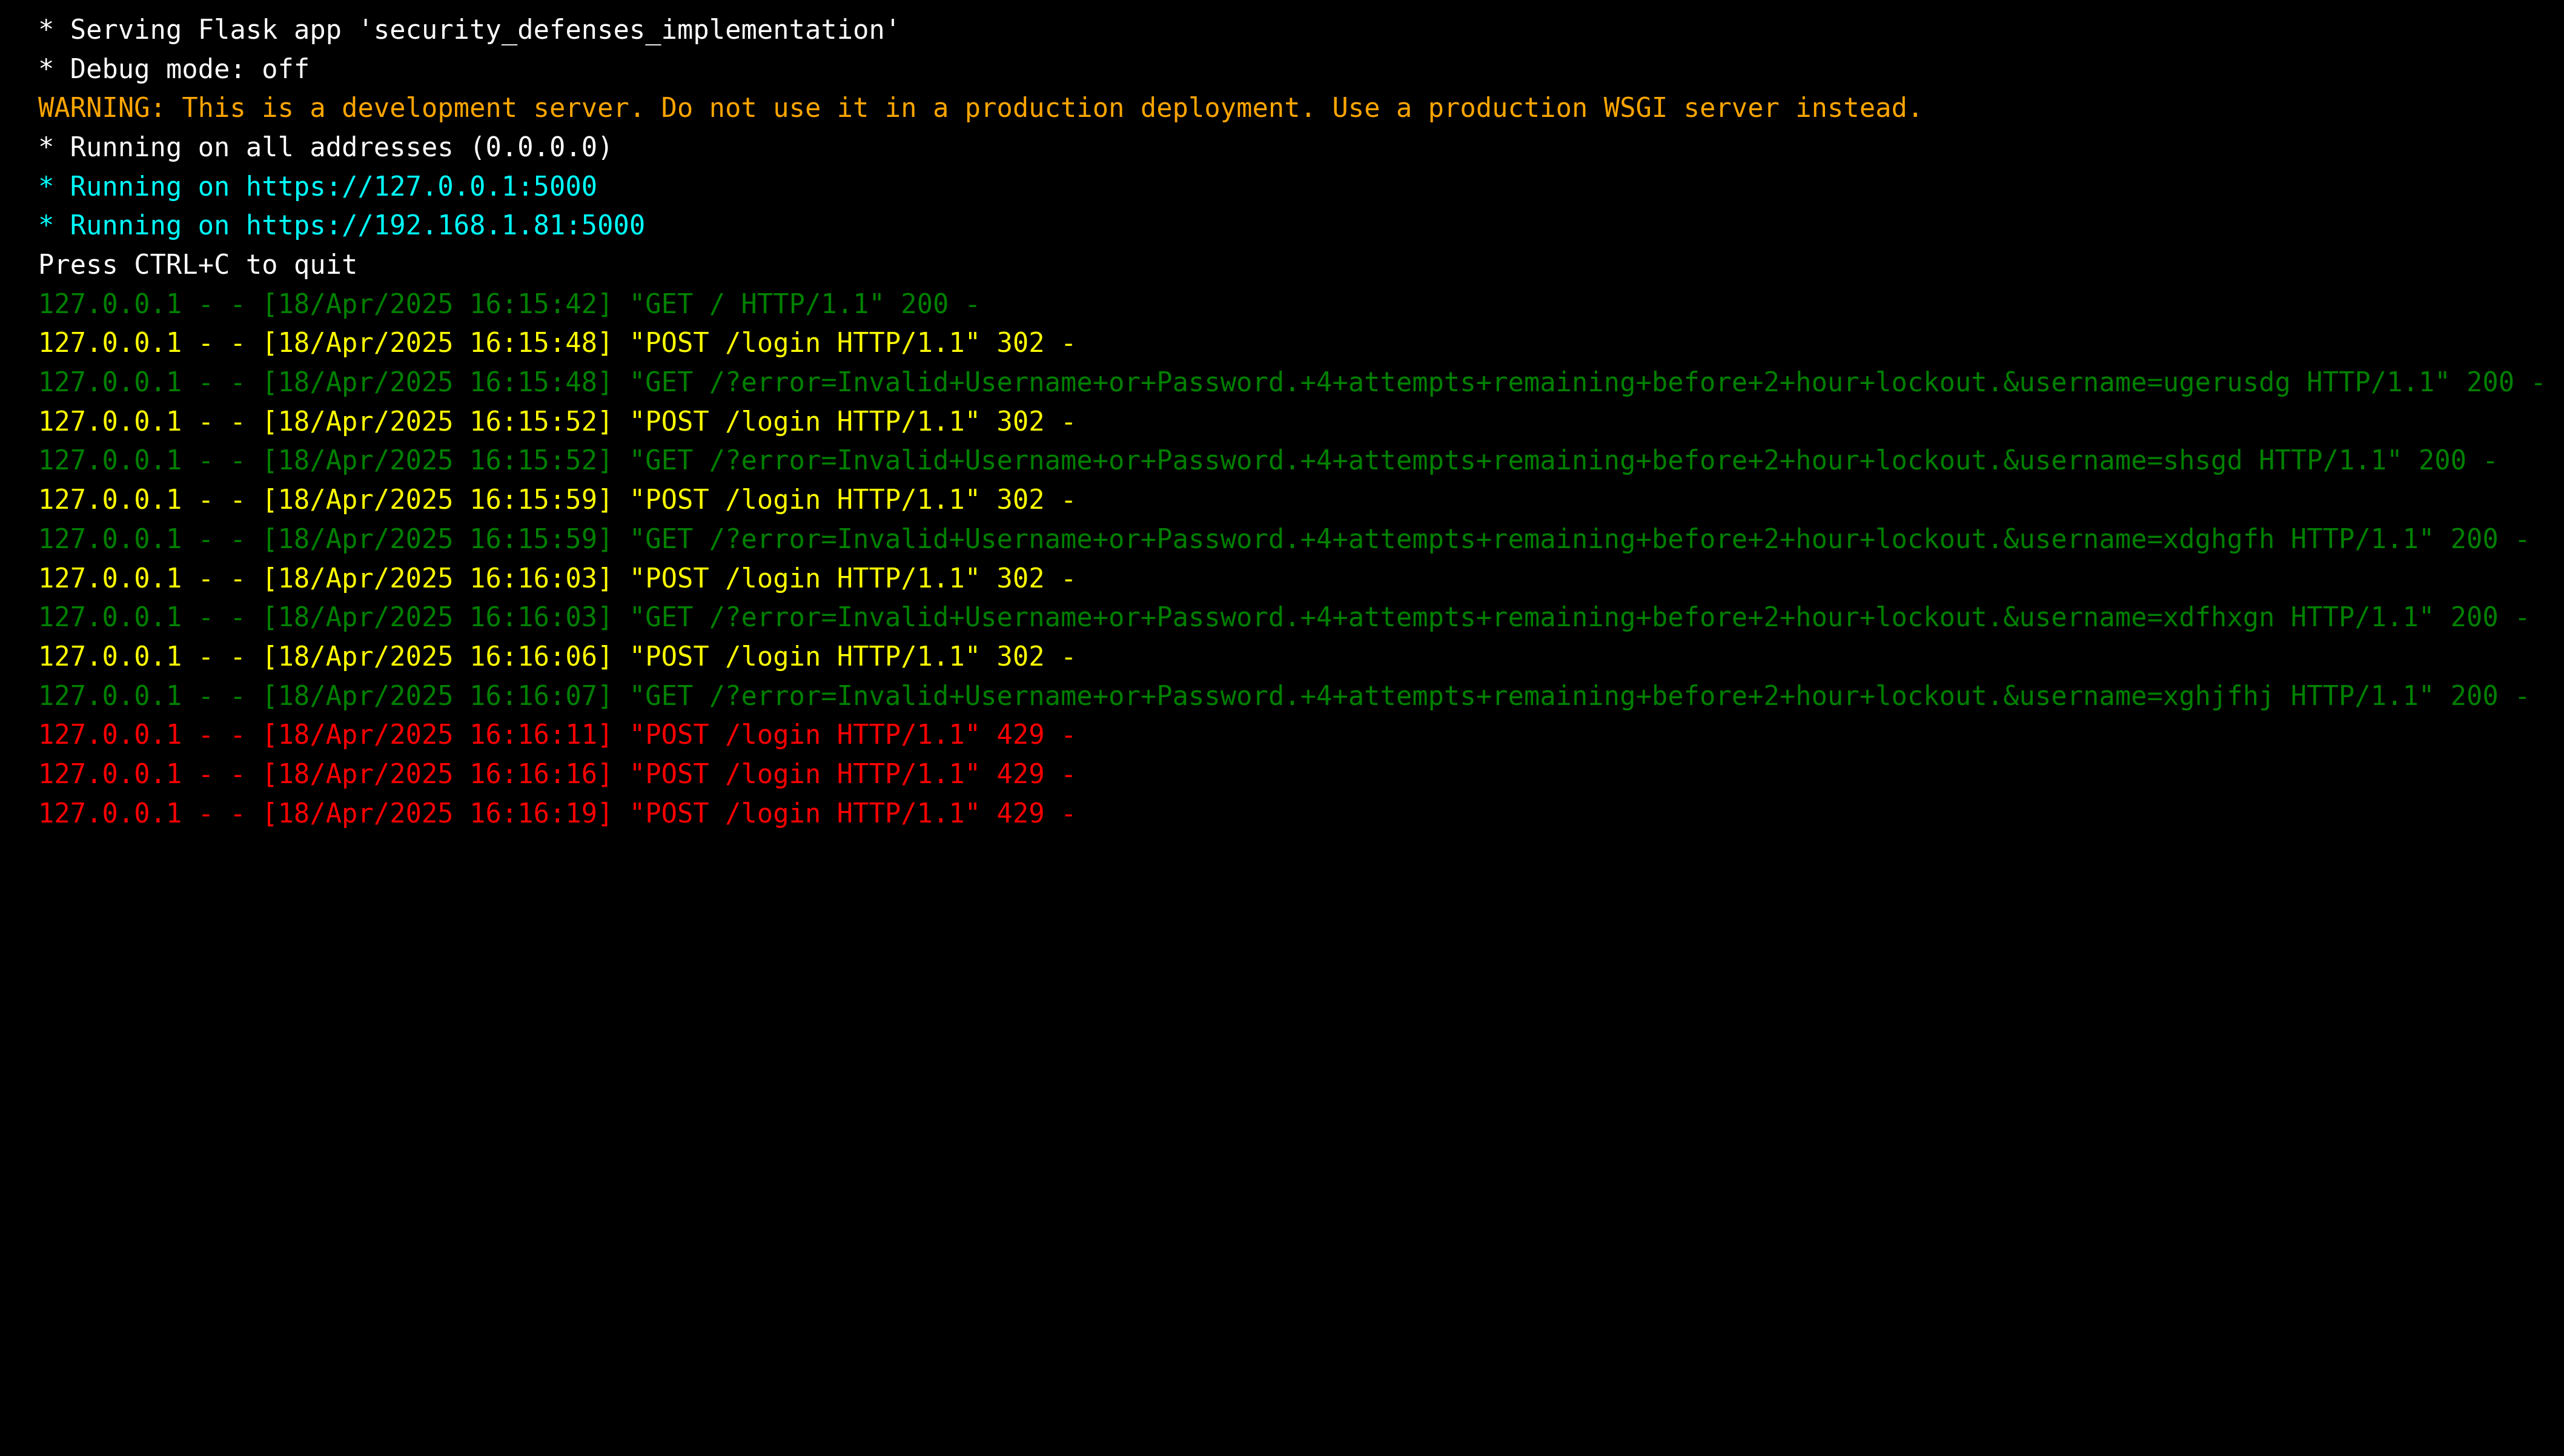 * Serving Flask app 'security_defenses_implementation'
* Debug mode: off
WARNING: This is a development server. Do not use it in a production deployment. Use a production WSGI server instead.
* Running on all addresses (0.0.0.0)
* Running on https://127.0.0.1:5000
* Running on https://192.168.1.81:5000
Press CTRL+C to quit
127.0.0.1 - - [18/Apr/2025 16:15:42] "GET / HTTP/1.1" 200 -
127.0.0.1 - - [18/Apr/2025 16:15:48] "POST /login HTTP/1.1" 302 -
127.0.0.1 - - [18/Apr/2025 16:15:48] "GET /?error=Invalid+Username+or+Password.+4+attempts+remaining+before+2+hour+lockout.&username=ugerusdg HTTP/1.1" 200 -
127.0.0.1 - - [18/Apr/2025 16:15:52] "POST /login HTTP/1.1" 302 -
127.0.0.1 - - [18/Apr/2025 16:15:52] "GET /?error=Invalid+Username+or+Password.+4+attempts+remaining+before+2+hour+lockout.&username=shsgd HTTP/1.1" 200 -
127.0.0.1 - - [18/Apr/2025 16:15:59] "POST /login HTTP/1.1" 302 -
127.0.0.1 - - [18/Apr/2025 16:15:59] "GET /?error=Invalid+Username+or+Password.+4+attempts+remaining+before+2+hour+lockout.&username=xdghgfh HTTP/1.1" 200 -
127.0.0.1 - - [18/Apr/2025 16:16:03] "POST /login HTTP/1.1" 302 -
127.0.0.1 - - [18/Apr/2025 16:16:03] "GET /?error=Invalid+Username+or+Password.+4+attempts+remaining+before+2+hour+lockout.&username=xdfhxgn HTTP/1.1" 200 -
127.0.0.1 - - [18/Apr/2025 16:16:06] "POST /login HTTP/1.1" 302 -
127.0.0.1 - - [18/Apr/2025 16:16:07] "GET /?error=Invalid+Username+or+Password.+4+attempts+remaining+before+2+hour+lockout.&username=xghjfhj HTTP/1.1" 200 -
127.0.0.1 - - [18/Apr/2025 16:16:11] "POST /login HTTP/1.1" 429 -
127.0.0.1 - - [18/Apr/2025 16:16:16] "POST /login HTTP/1.1" 429 -
127.0.0.1 - - [18/Apr/2025 16:16:19] "POST /login HTTP/1.1" 429 -